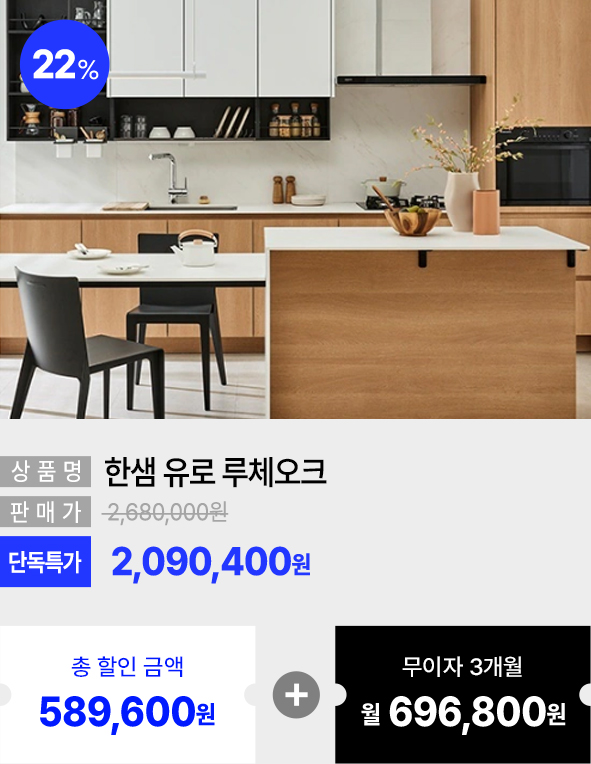 22%
상품명 한샘 유로 루체오크
판매가 2,680,000원
단독특가 2,090,400원
총 할인 금액
589,600원
+
무이자 3개월
월 696,800원